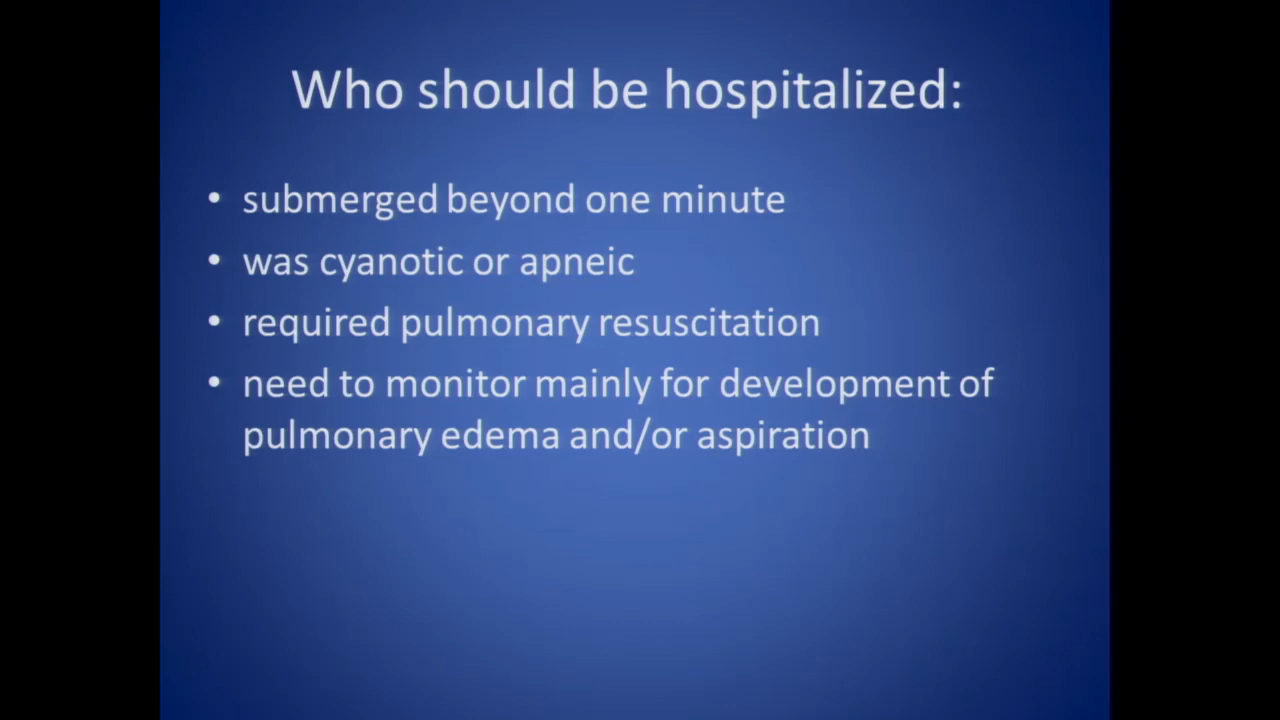 Who should be hospitalized:
• submerged beyond one minute
• was cyanotic or apneic
• required pulmonary resuscitation
• need to monitor mainly for development of
pulmonary edema and/or aspiration